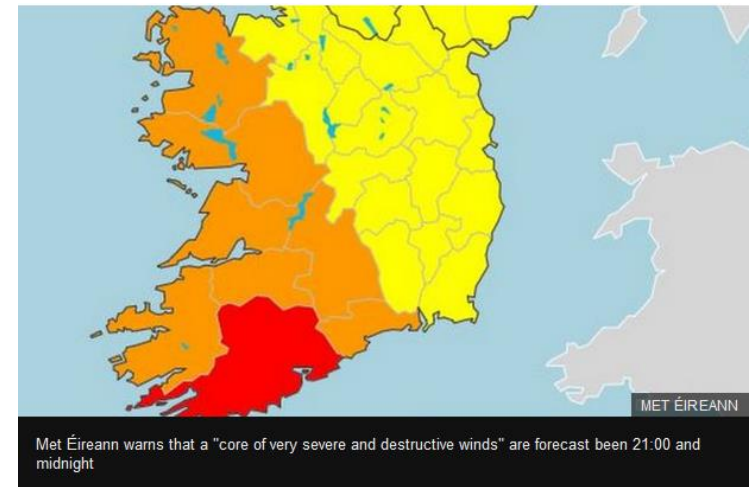 MET ÉIREANN
Met Éireann warns that a "core of very severe and destructive winds" are forecast been 21:00 and
midnight